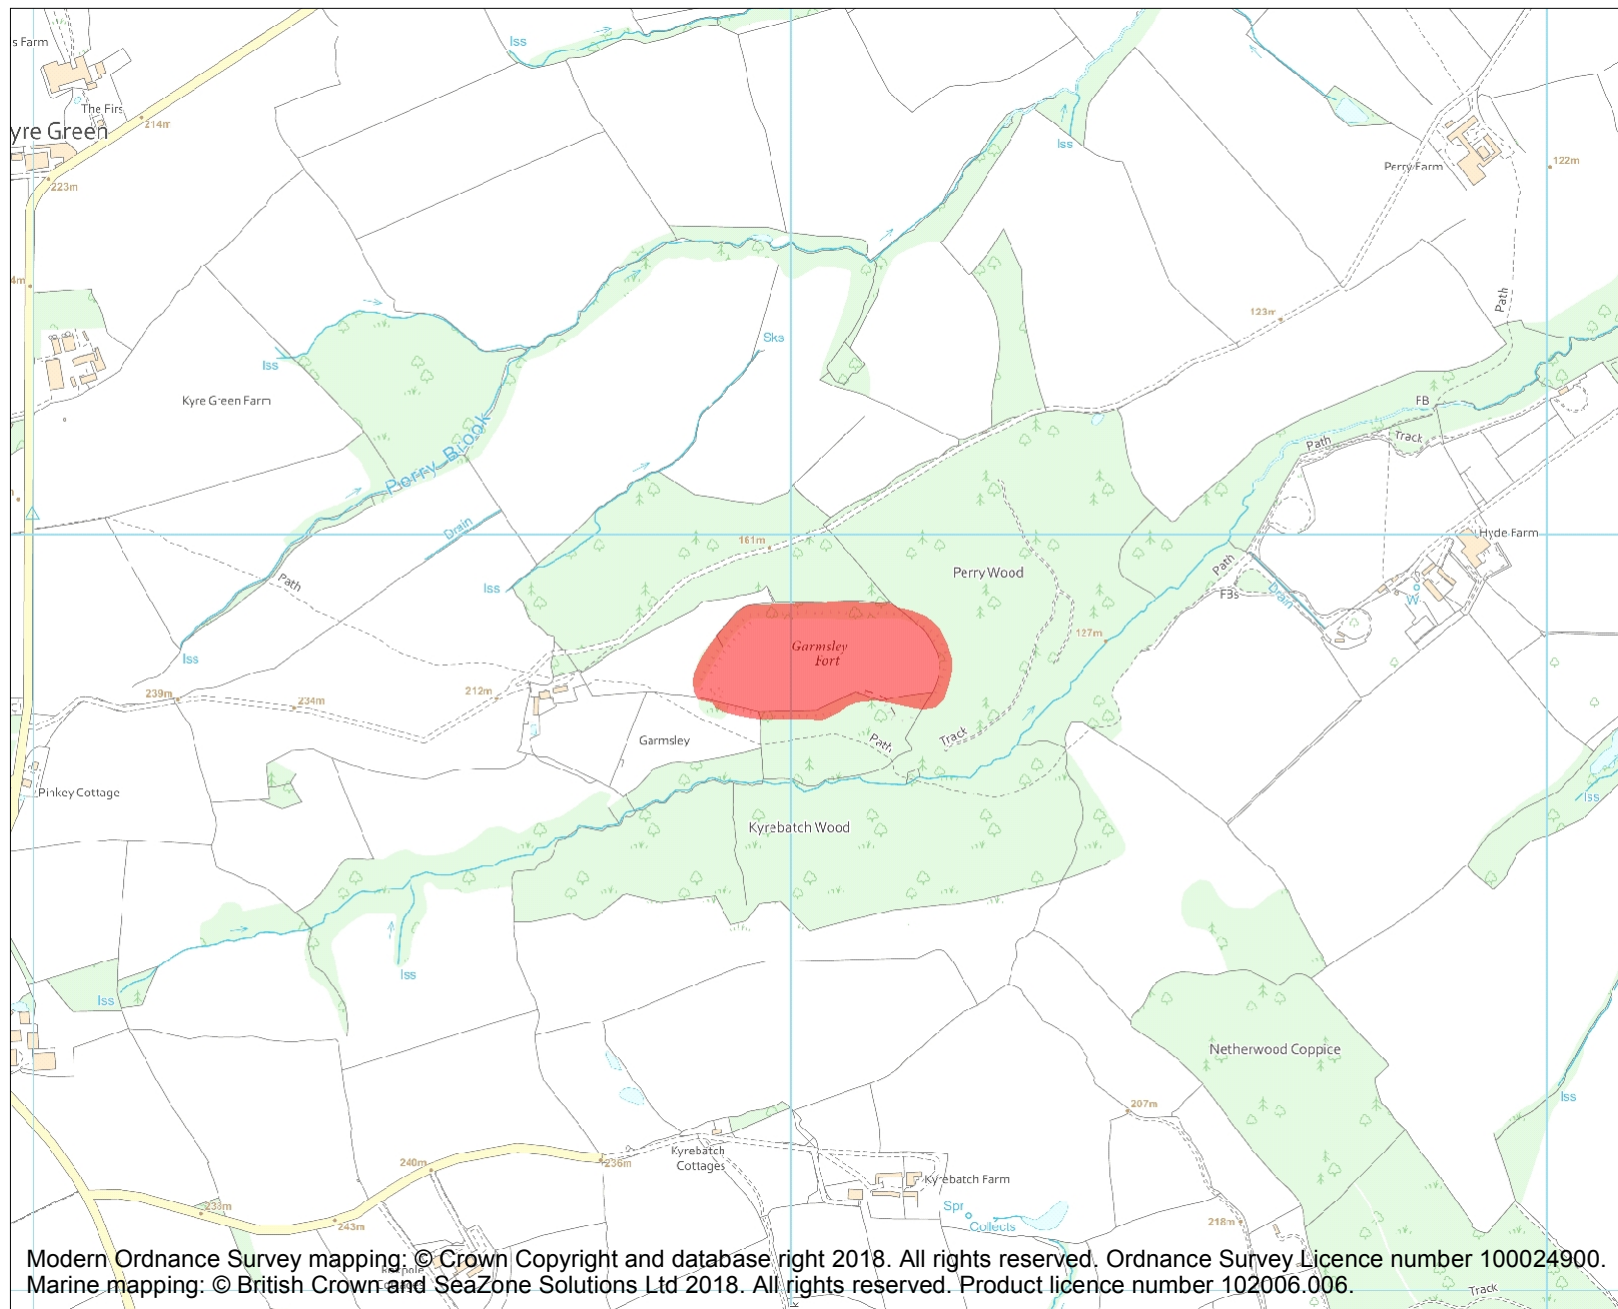 s Farm
Iss
The Firs
214m
yre Green
223m
Iss
Perry Farm
122m
4m
Path
123m
Iss
Sks
Kyre Green Farm
FB
Perry Brook
Path
Track
Drain
161m
Hyde Farm
Perry Wood
Path
Path
Iss
FBs
Drain
W
127m
Garmsley
Fort
Iss
239m
234m
212m
Garmsley
Path
Track
Pinkey Cottage
Iss
Kyrebatch Wood
Iss
Iss
Netherwood Coppice
Iss
207m
Kyrebatch
Cottages
240m
236m
Kyrebatch Farm
Spr
Collects
238m
243m
218m
Modern Ordnance Survey mapping: © Crown Copyright and database right 2018. All rights reserved. Ordnance Survey Licence number 100024900.
Marine mapping: © British Crown and SeaZone Solutions Ltd 2018. All rights reserved. Product licence number 102006.006.
Track